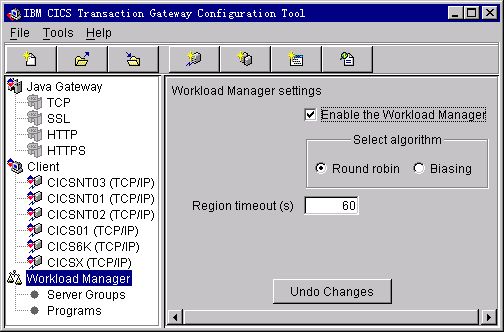 IBM CICS Transaction Gateway Configuration Tool
File Tools Help
Java Gateway
TCP
SSL
HTTP
HTTPS
Client
CICSNT03 (TCP/IP)
CICSNT01 (TCP/IP)
CICSNT02 (TCP/IP)
CICS01 (TCP/IP)
CICS6K (TCP/IP)
CICSX (TCP/IP)
Workload Manager
Server Groups
Programs
Workload Manager settings
Enable the Workload Manager
Select algorithm
Round robin Biasing
Region timeout (s) 60
Undo Changes